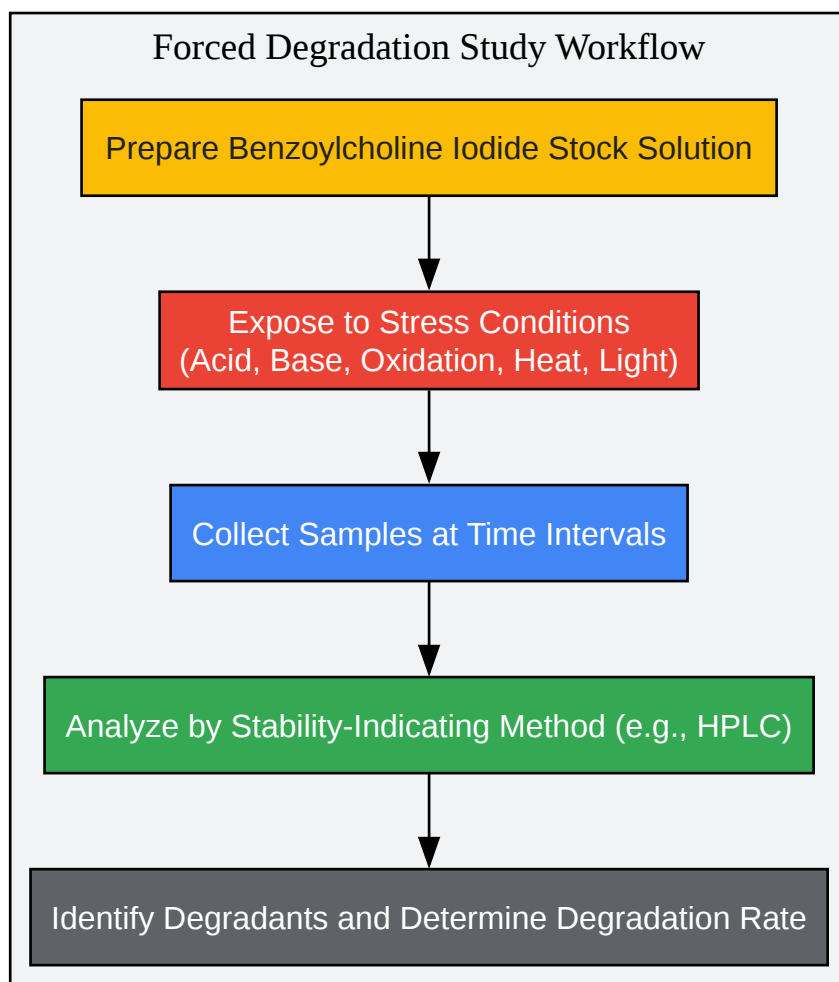 Forced Degradation Study Workflow
Prepare Benzoylcholine Iodide Stock Solution
Expose to Stress Conditions
(Acid, Base, Oxidation, Heat, Light)
Collect Samples at Time Intervals
Analyze by Stability-Indicating Method (e.g., HPLC)
Identify Degradants and Determine Degradation Rate